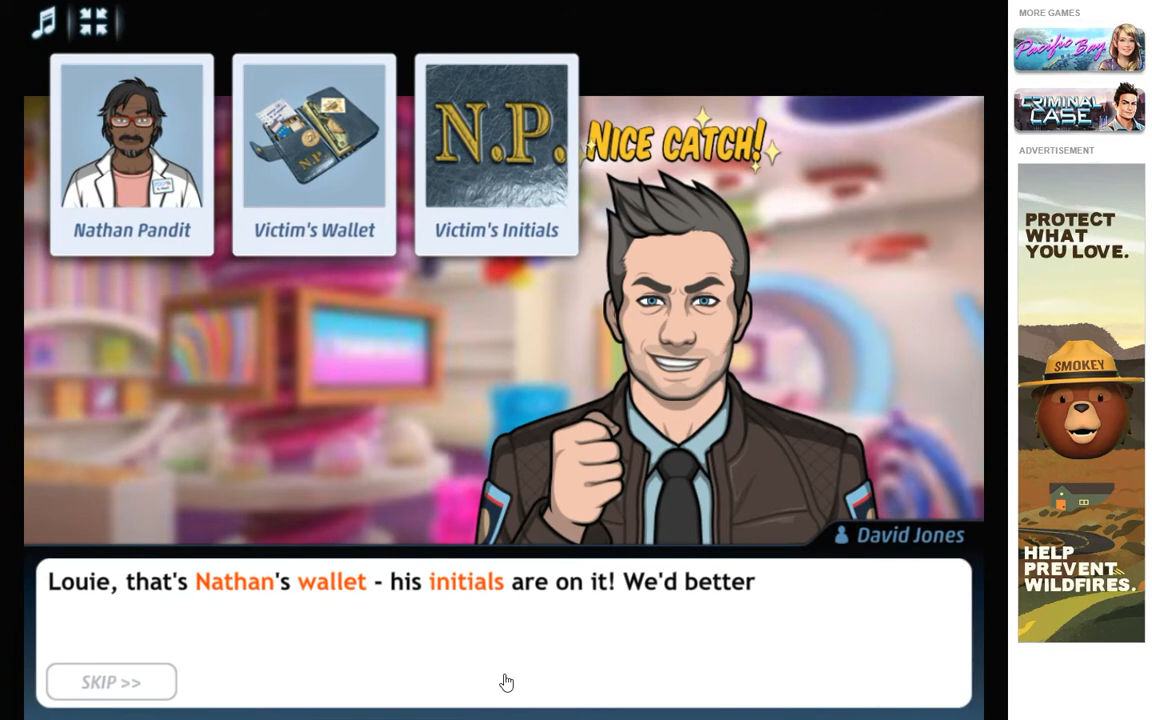 MORE GAMES
Pacific Bay
CRIMINAL
CASE
ADVERTISEMENT
Nathan Pandit
N.P.
Victim's Wallet
N.P.
Victim's Initials
NICE CATCH!
PROTECT
WHAT
YOU LOVE.
SMOKEY
HELP
PREVENT
WILDFIRES.
David Jones
Louie, that's Nathan's wallet - his initials are on it! We'd better
SKIP >>